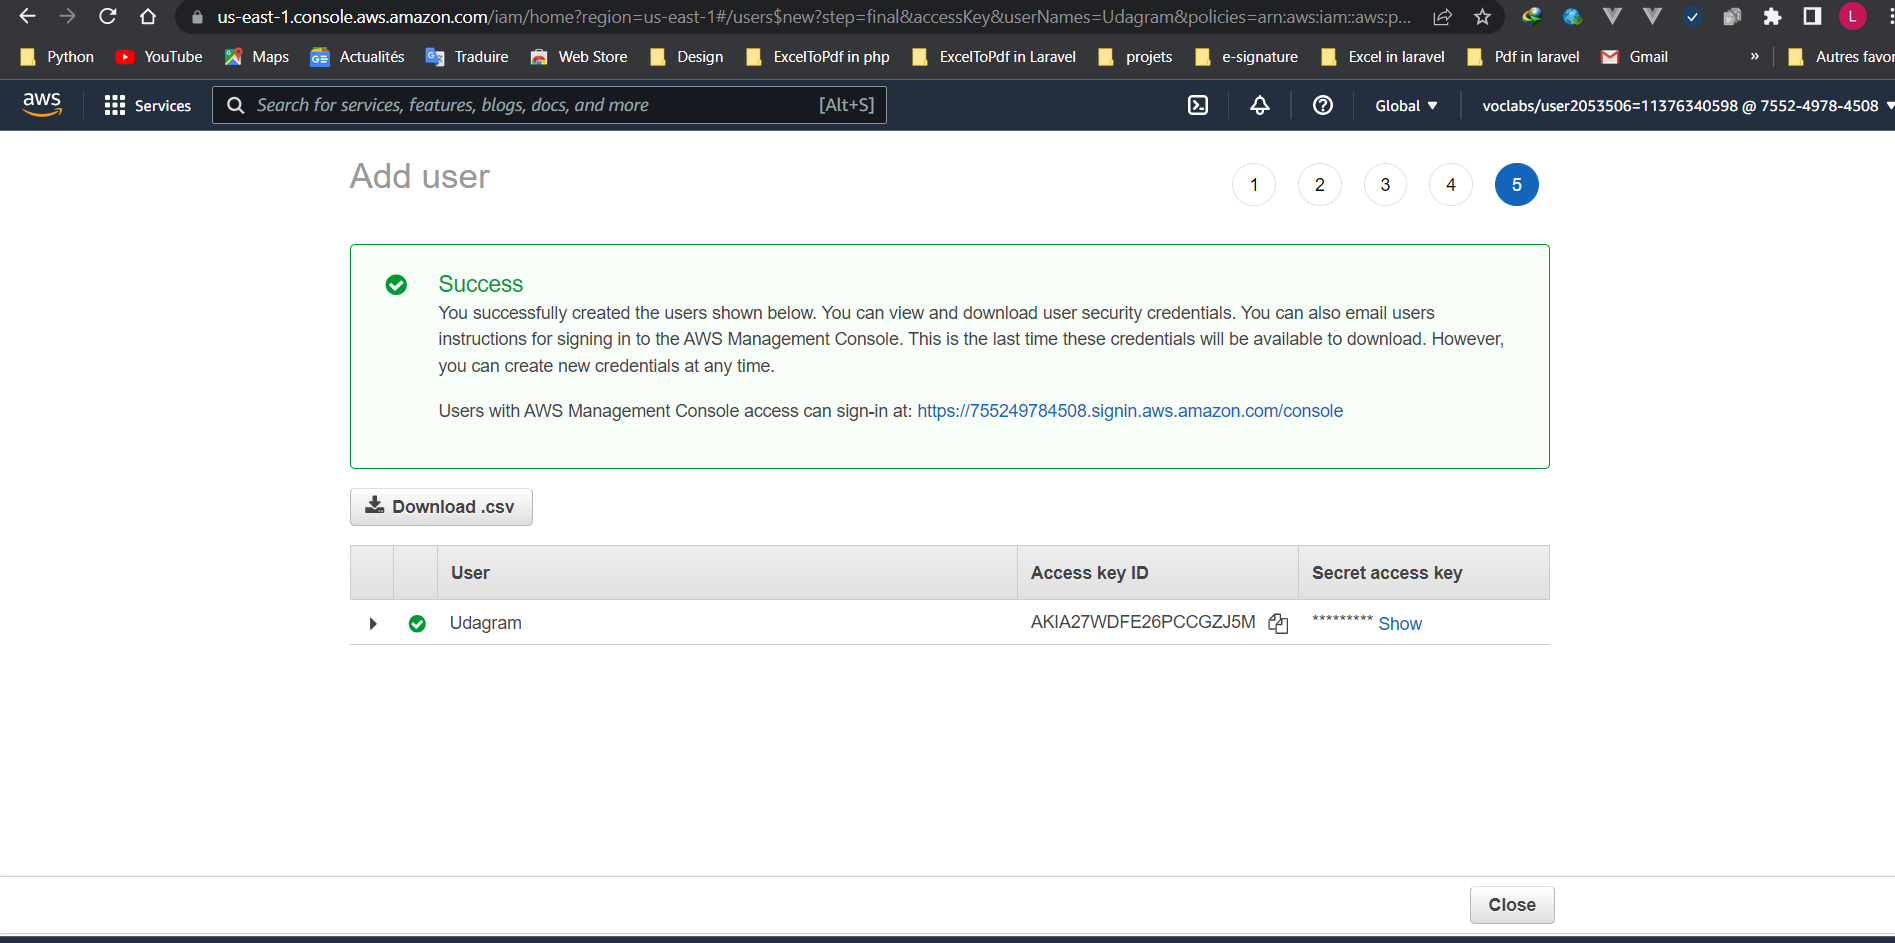 us-east-1.console.aws.amazon.com/iam/home?region=us-east-1#/users$new?step=final&accessKey&userNames=Udagram&policies=arn:aws:iam::aws:p...
L
Python YouTube Maps Actualités Traduire Web Store Design ExcelToPdf in php ExcelToPdf in Laravel projets e-signature Excel in laravel Pdf in laravel Gmail » Autres favor
aws Services Search for services, features, blogs, docs, and more [Alt+S] Global ▼ voclabs/user2053506=11376340598 @ 7552-4978-4508 ▼
Add user
1 2 3 4 5
Success
You successfully created the users shown below. You can view and download user security credentials. You can also email users
instructions for signing in to the AWS Management Console. This is the last time these credentials will be available to download. However,
you can create new credentials at any time.
Users with AWS Management Console access can sign-in at: https://755249784508.signin.aws.amazon.com/console
Download .csv
User Access key ID Secret access key
Udagram AKIA27WDFE26PCCGZJ5M ********* Show
Close